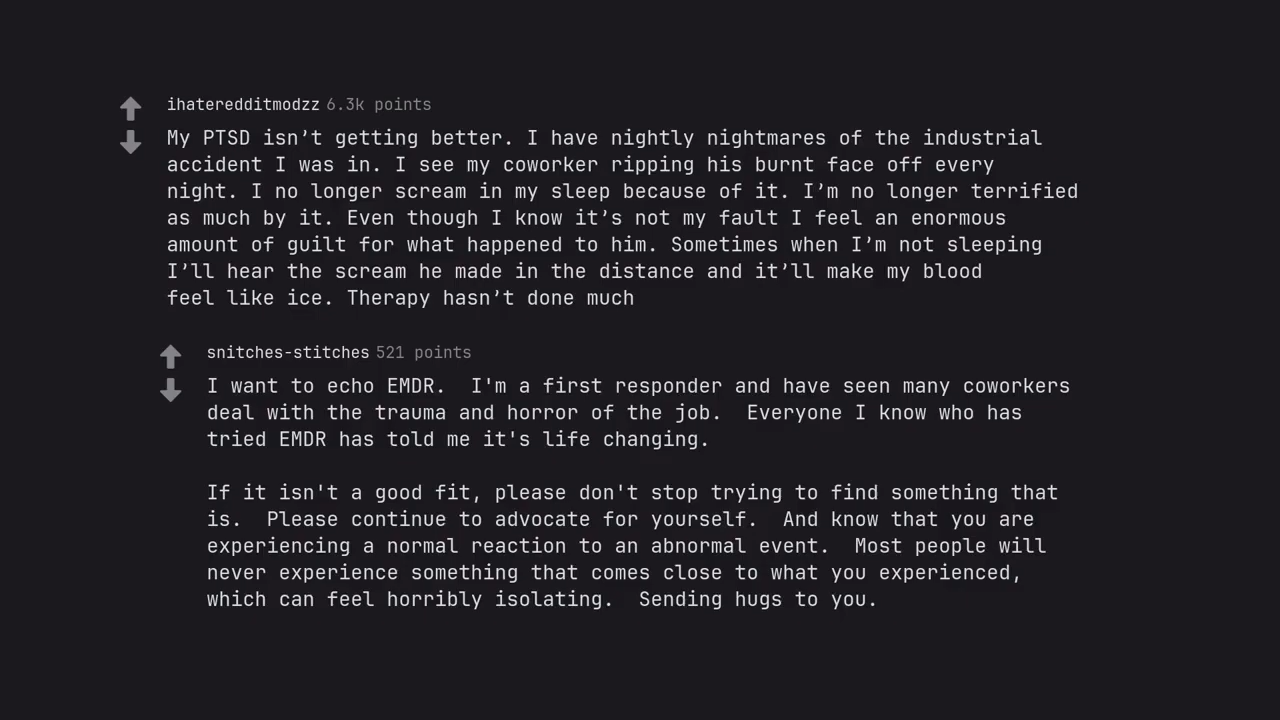 ihateredditmodzz 6.3k points
My PTSD isn’t getting better. I have nightly nightmares of the industrial
accident I was in. I see my coworker ripping his burnt face off every
night. I no longer scream in my sleep because of it. I’m no longer terrified
as much by it. Even though I know it’s not my fault I feel an enormous
amount of guilt for what happened to him. Sometimes when I’m not sleeping
I’ll hear the scream he made in the distance and it’ll make my blood
feel like ice. Therapy hasn’t done much
snitches-stitches 521 points
I want to echo EMDR.  I'm a first responder and have seen many coworkers
deal with the trauma and horror of the job.  Everyone I know who has
tried EMDR has told me it's life changing.
If it isn't a good fit, please don't stop trying to find something that
is.  Please continue to advocate for yourself.  And know that you are
experiencing a normal reaction to an abnormal event.  Most people will
never experience something that comes close to what you experienced,
which can feel horribly isolating.  Sending hugs to you.